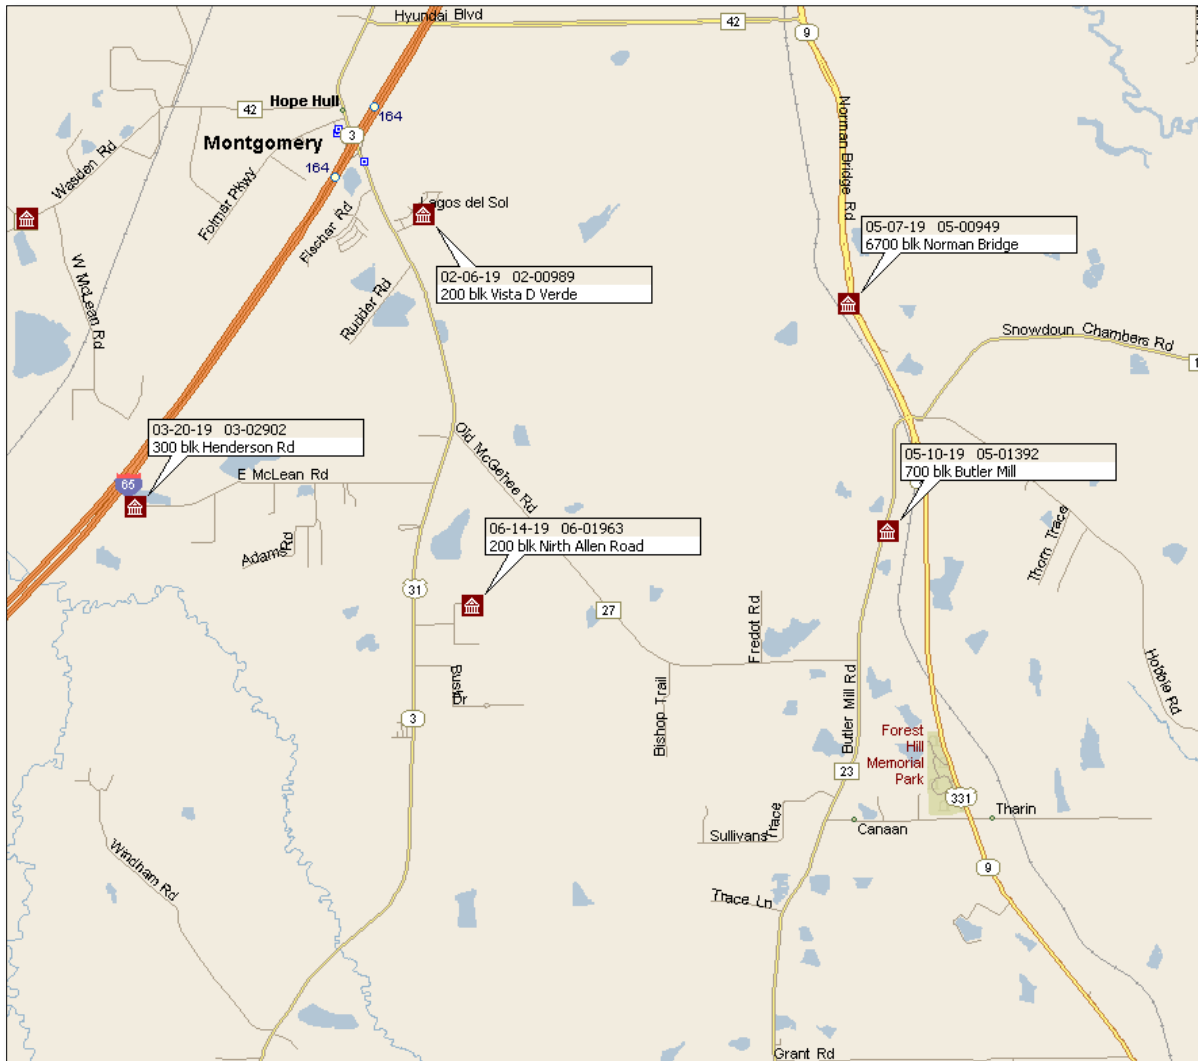 Hyundai Blvd
42
9
Hope Hull
42
164
3
Montgomery
164
Wasden Rd
Folmar Pkwy
Fischer Rd
Lagos del Sol
Norman Bridge Rd
05-07-19 05-00949
6700 blk Norman Bridge
02-06-19 02-00989
200 blk Vista D Verde
W McLean Rd
Rudder Rd
Snowdoun Chambers Rd
1
03-20-19 03-02902
300 blk Henderson Rd
Old McGehee Rd
05-10-19 05-01392
700 blk Butler Mill
E McLean Rd
65
06-14-19 06-01963
200 blk Nirth Allen Road
Adams Rd
Thorn Trace
31
27
Fredot Rd
Hobbie Rd
Bush Dr
Bishop Trail
Butler Mill Rd
3
Forest
Hill
Memorial
Park
23
331
Tharin
Sullivans Trace
Canaan
Windham Rd
9
Trace Ln
Grant Rd